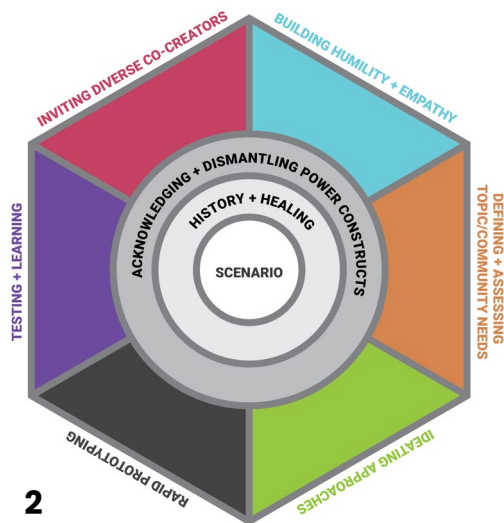 INVITING DIVERSE CO-CREATORS
BUILDING HUMILITY + EMPATHY
DEFINING + ASSESSING
TOPIC/COMMUNITY NEEDS
IDEATING APPROACHES
RAPID PROTOTYPING
TESTING + LEARNING
ACKNOWLEDGING + DISMANTLING POWER CONSTRUCTS
HISTORY + HEALING
SCENARIO
2